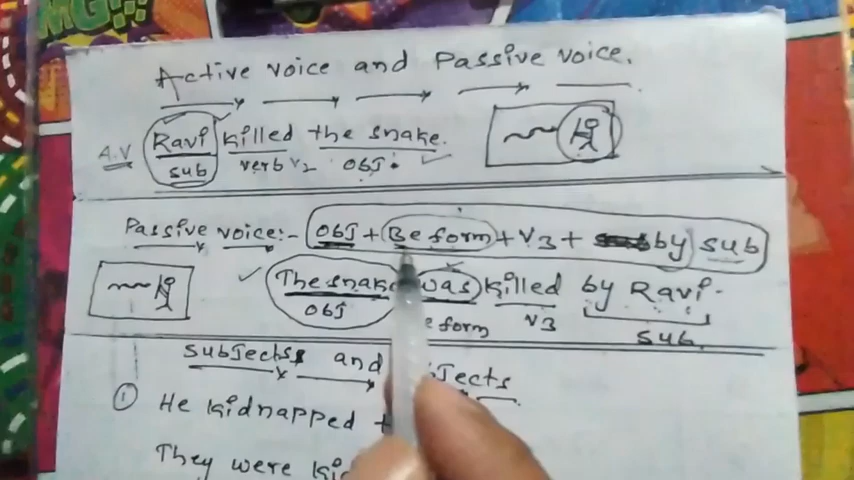 Active voice and Passive voice.
A.V Ravi killed the snake.
sub verb v2 OBJ.
Passive voice:- OBJ + Be form + V3 + by sub
The snake was killed by Ravi.
OBJ e form V3 sub.
Subjects and jects
① He kidnapped
They were